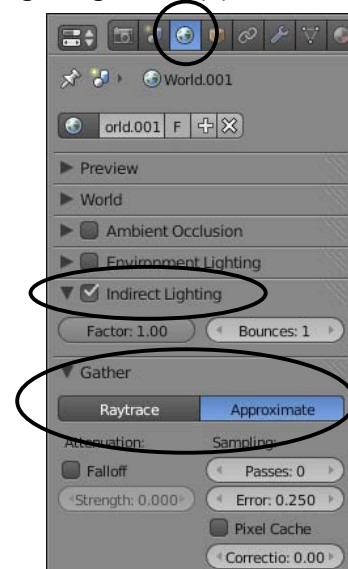 World.001
orld.001 F
Preview
World
Ambient Occlusion
Environment Lighting
Indirect Lighting
Factor: 1.00 Bounces: 1
Gather
Raytrace Approximate
Attenuation: Sampling:
Falloff Passes: 0
Strength: 0.000 Error: 0.250
Pixel Cache
Correctio: 0.00